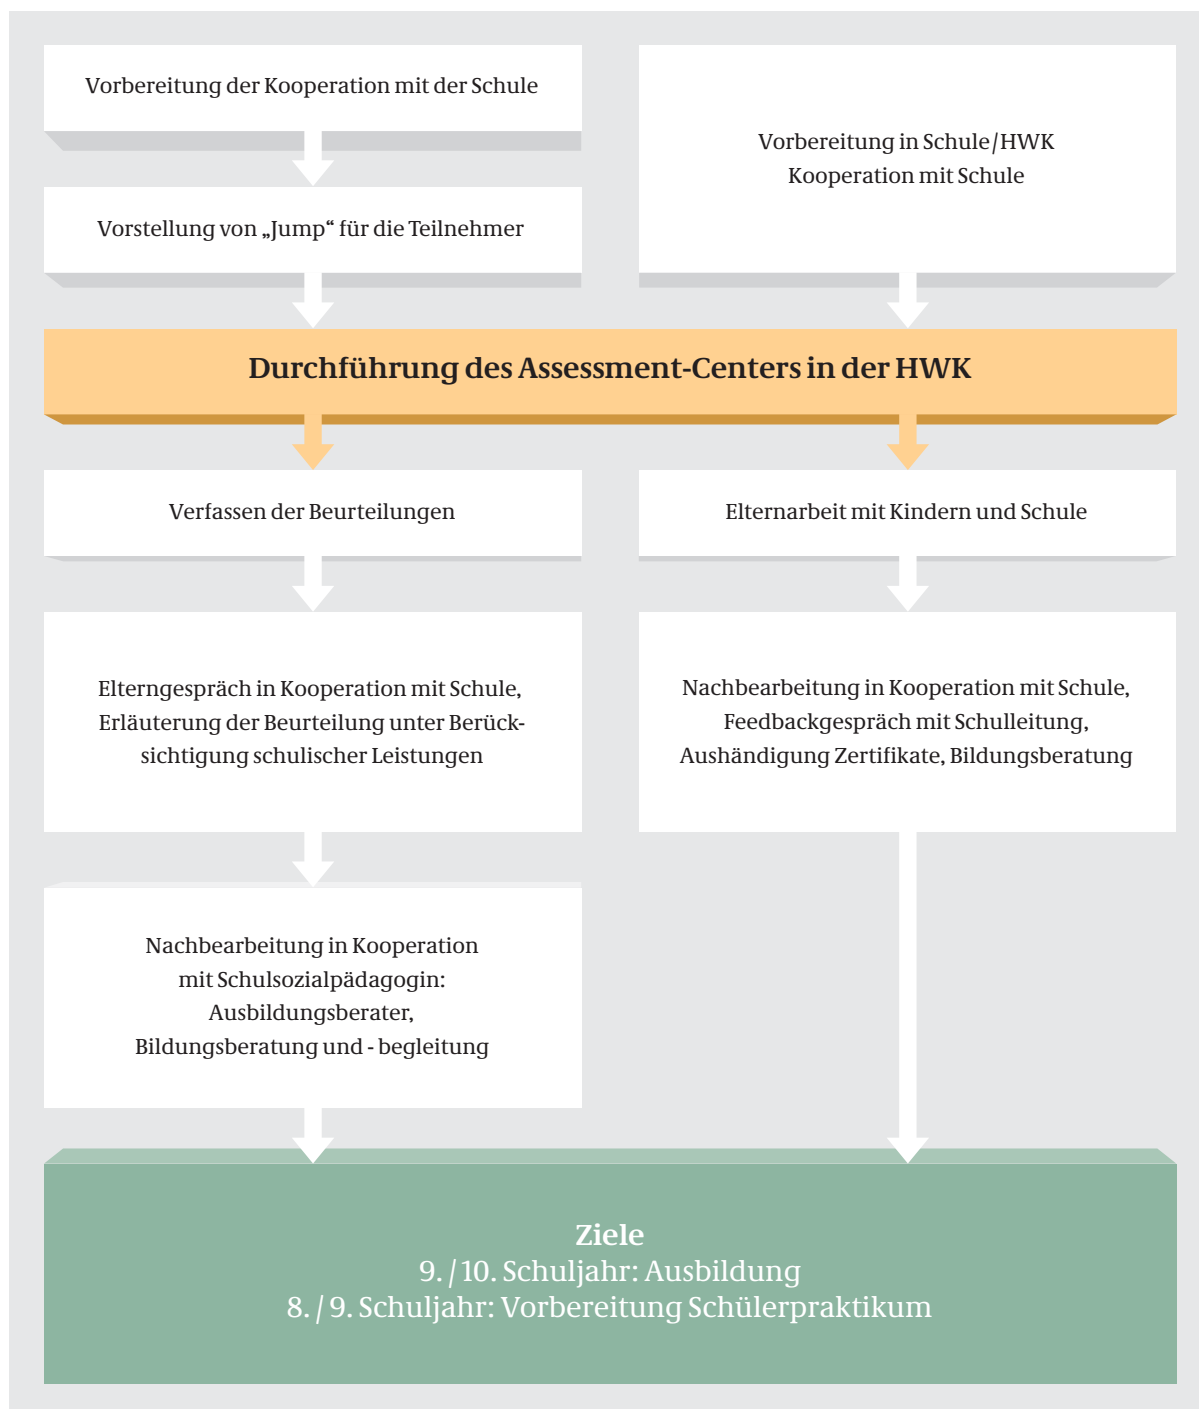 Vorbereitung der Kooperation mit der Schule
Vorstellung von „Jump“ für die Teilnehmer
Vorbereitung in Schule/HWK
Kooperation mit Schule
Durchführung des Assessment-Centers in der HWK
Verfassen der Beurteilungen
Elterngespräch in Kooperation mit Schule,
Erläuterung der Beurteilung unter Berück-
sichtigung schulischer Leistungen
Nachbearbeitung in Kooperation
mit Schulsozialpädagogin:
Ausbildungsberater,
Bildungsberatung und - begleitung
Elternarbeit mit Kindern und Schule
Nachbearbeitung in Kooperation mit Schule,
Feedbackgespräch mit Schulleitung,
Aushändigung Zertifikate, Bildungsberatung
Ziele
9. / 10. Schuljahr: Ausbildung
8. / 9. Schuljahr: Vorbereitung Schülerpraktikum